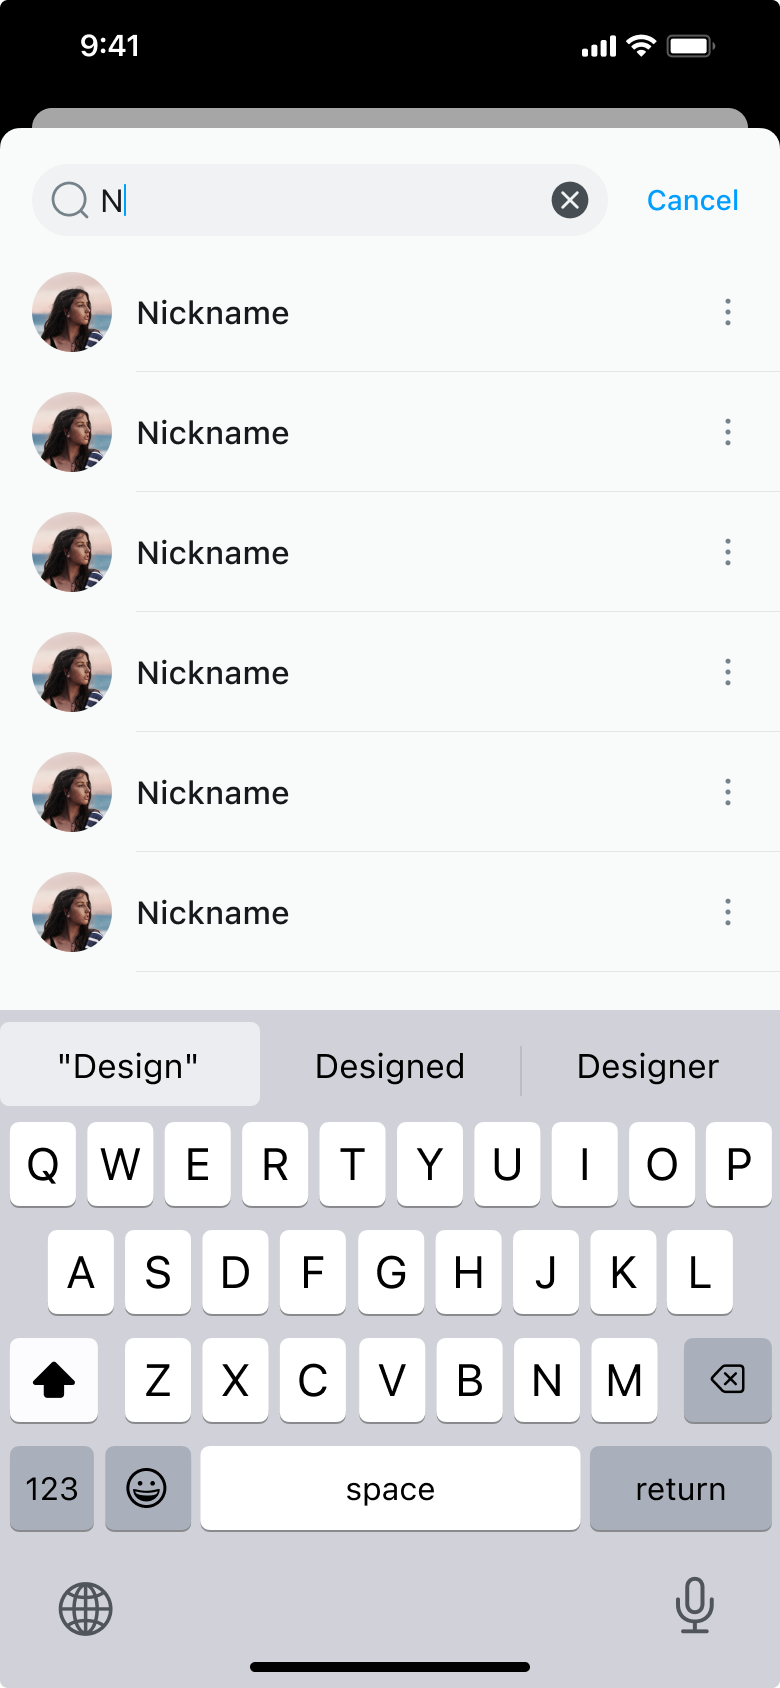 9:41
N
Cancel
Nickname
Nickname
Nickname
Nickname
Nickname
Nickname
"Design" Designed Designer
Q W E R T Y U I O P
A S D F G H J K L
Z X C V B N M
123 space return